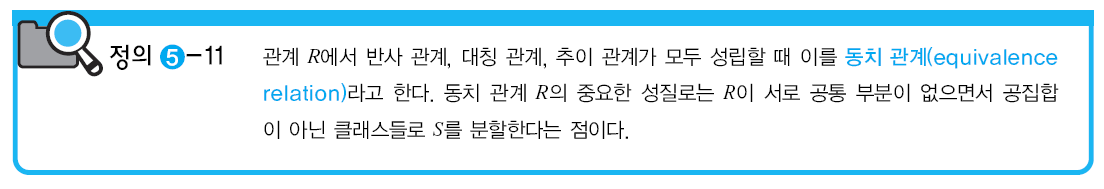 정의 5-11 관계 R에서 반사 관계, 대칭 관계, 추이 관계가 모두 성립할 때 이를 동치 관계(equivalence
relation)라고 한다. 동치 관계 R의 중요한 성질로는 R이 서로 공통 부분이 없으면서 공집합
이 아닌 클래스들로 S를 분할한다는 점이다.